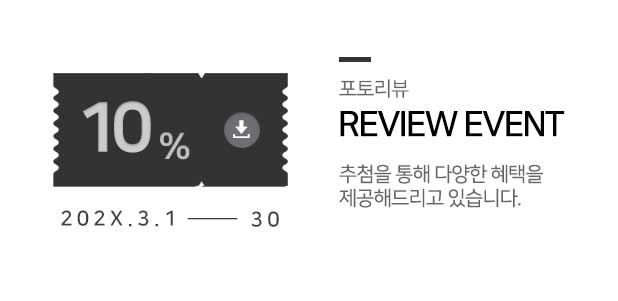 10%
202X.3.1 — 30
포토리뷰
REVIEW EVENT
추첨을 통해 다양한 혜택을
제공해드리고 있습니다.